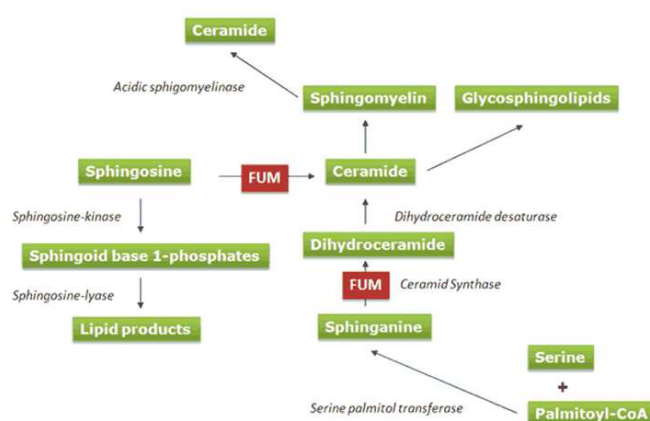 Ceramide
Acidic sphigomyelinase
Sphingomyelin
Glycosphingolipids
Sphingosine
FUM
Ceramide
Sphingosine-kinase
Dihydroceramide desaturase
Sphingoid base 1-phosphates
Dihydroceramide
Sphingosine-lyase
FUM
Ceramid Synthase
Lipid products
Sphinganine
Serine
+
Serine palmitol transferase
Palmitoyl-CoA